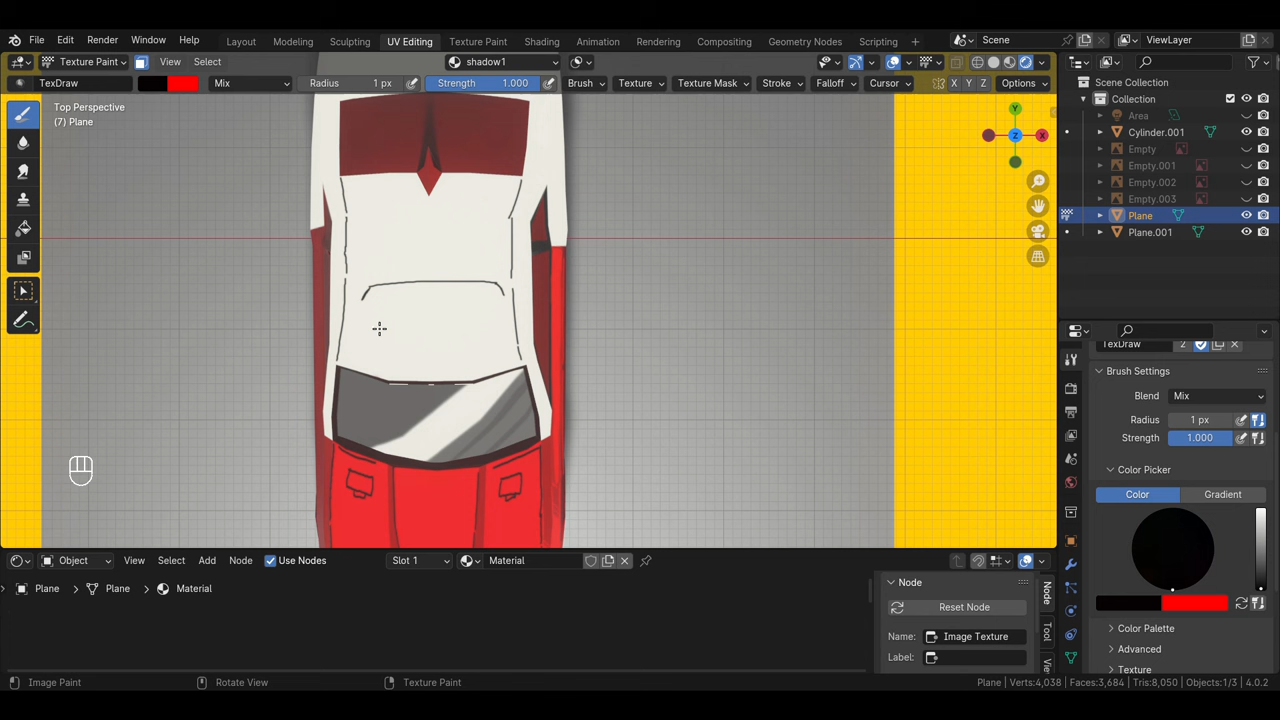 File Edit Render Window Help Layout Modeling Sculpting UV Editing Texture Paint Shading Animation Rendering Compositing Geometry Nodes Scripting Scene ViewLayer
Texture Paint View Select shadow1
TexDraw Mix Radius 1 px Strength 1.000 Brush Texture Texture Mask Stroke Falloff Cursor X Y Z Options
Top Perspective
(7) Plane
Y
Z
X
Scene Collection
Collection
Area
Cylinder.001
Empty
Empty.001
Empty.002
Empty.003
Plane
Plane.001
TexDraw 2
Brush Settings
Blend Mix
Radius 1 px
Strength 1.000
Color Picker
Color Gradient
Color Palette
Advanced
Texture
Object View Select Add Node Use Nodes Slot 1 Material
Plane Plane Material
Node
Reset Node
Name: Image Texture
Label:
Node
Tool
Image Paint Rotate View Texture Paint Plane | Verts:4,038 | Faces:3,684 | Tris:8,050 | Objects:1/3 | 4.0.2